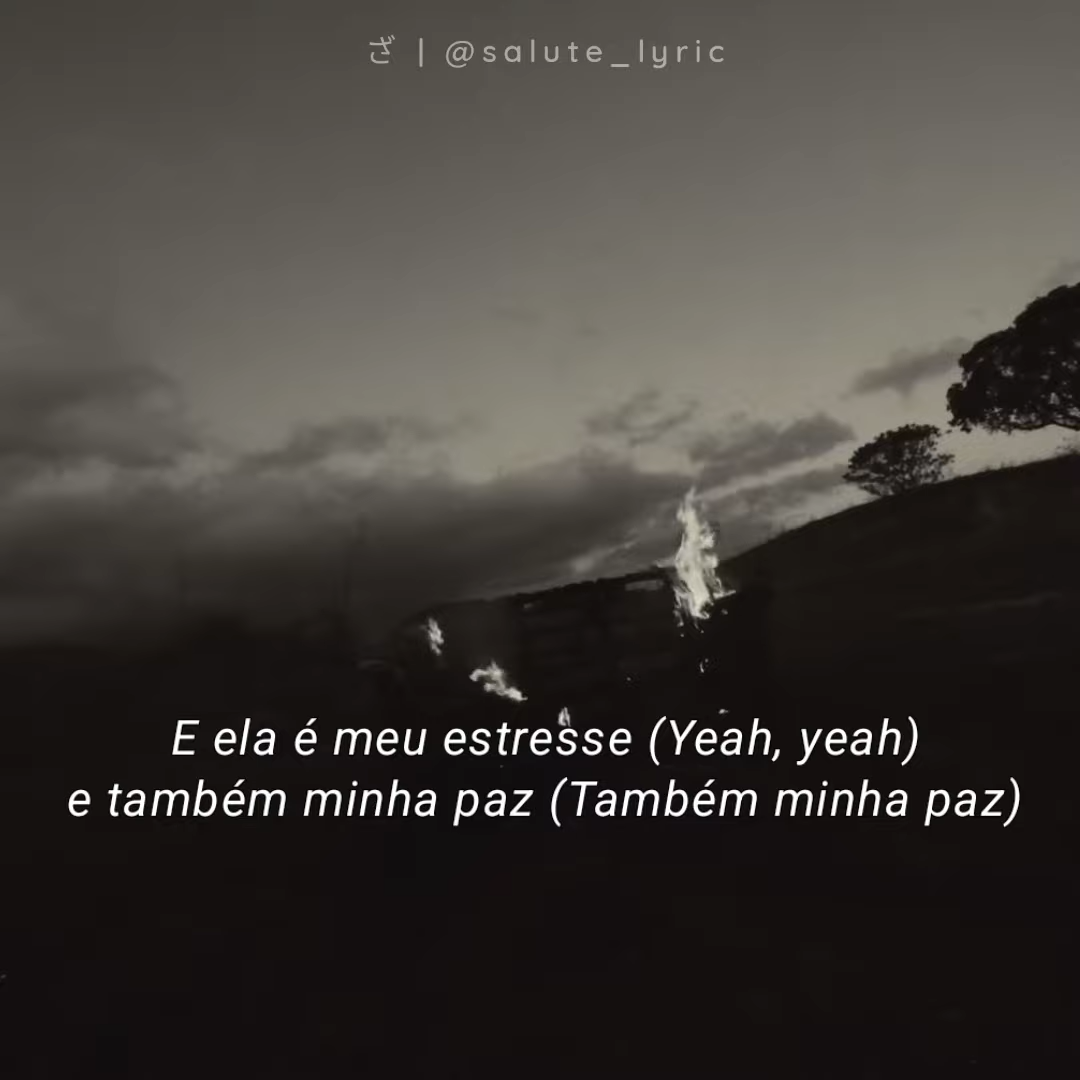 ざ | @salute_lyric
E ela é meu estresse (Yeah, yeah)
e também minha paz (Também minha paz)